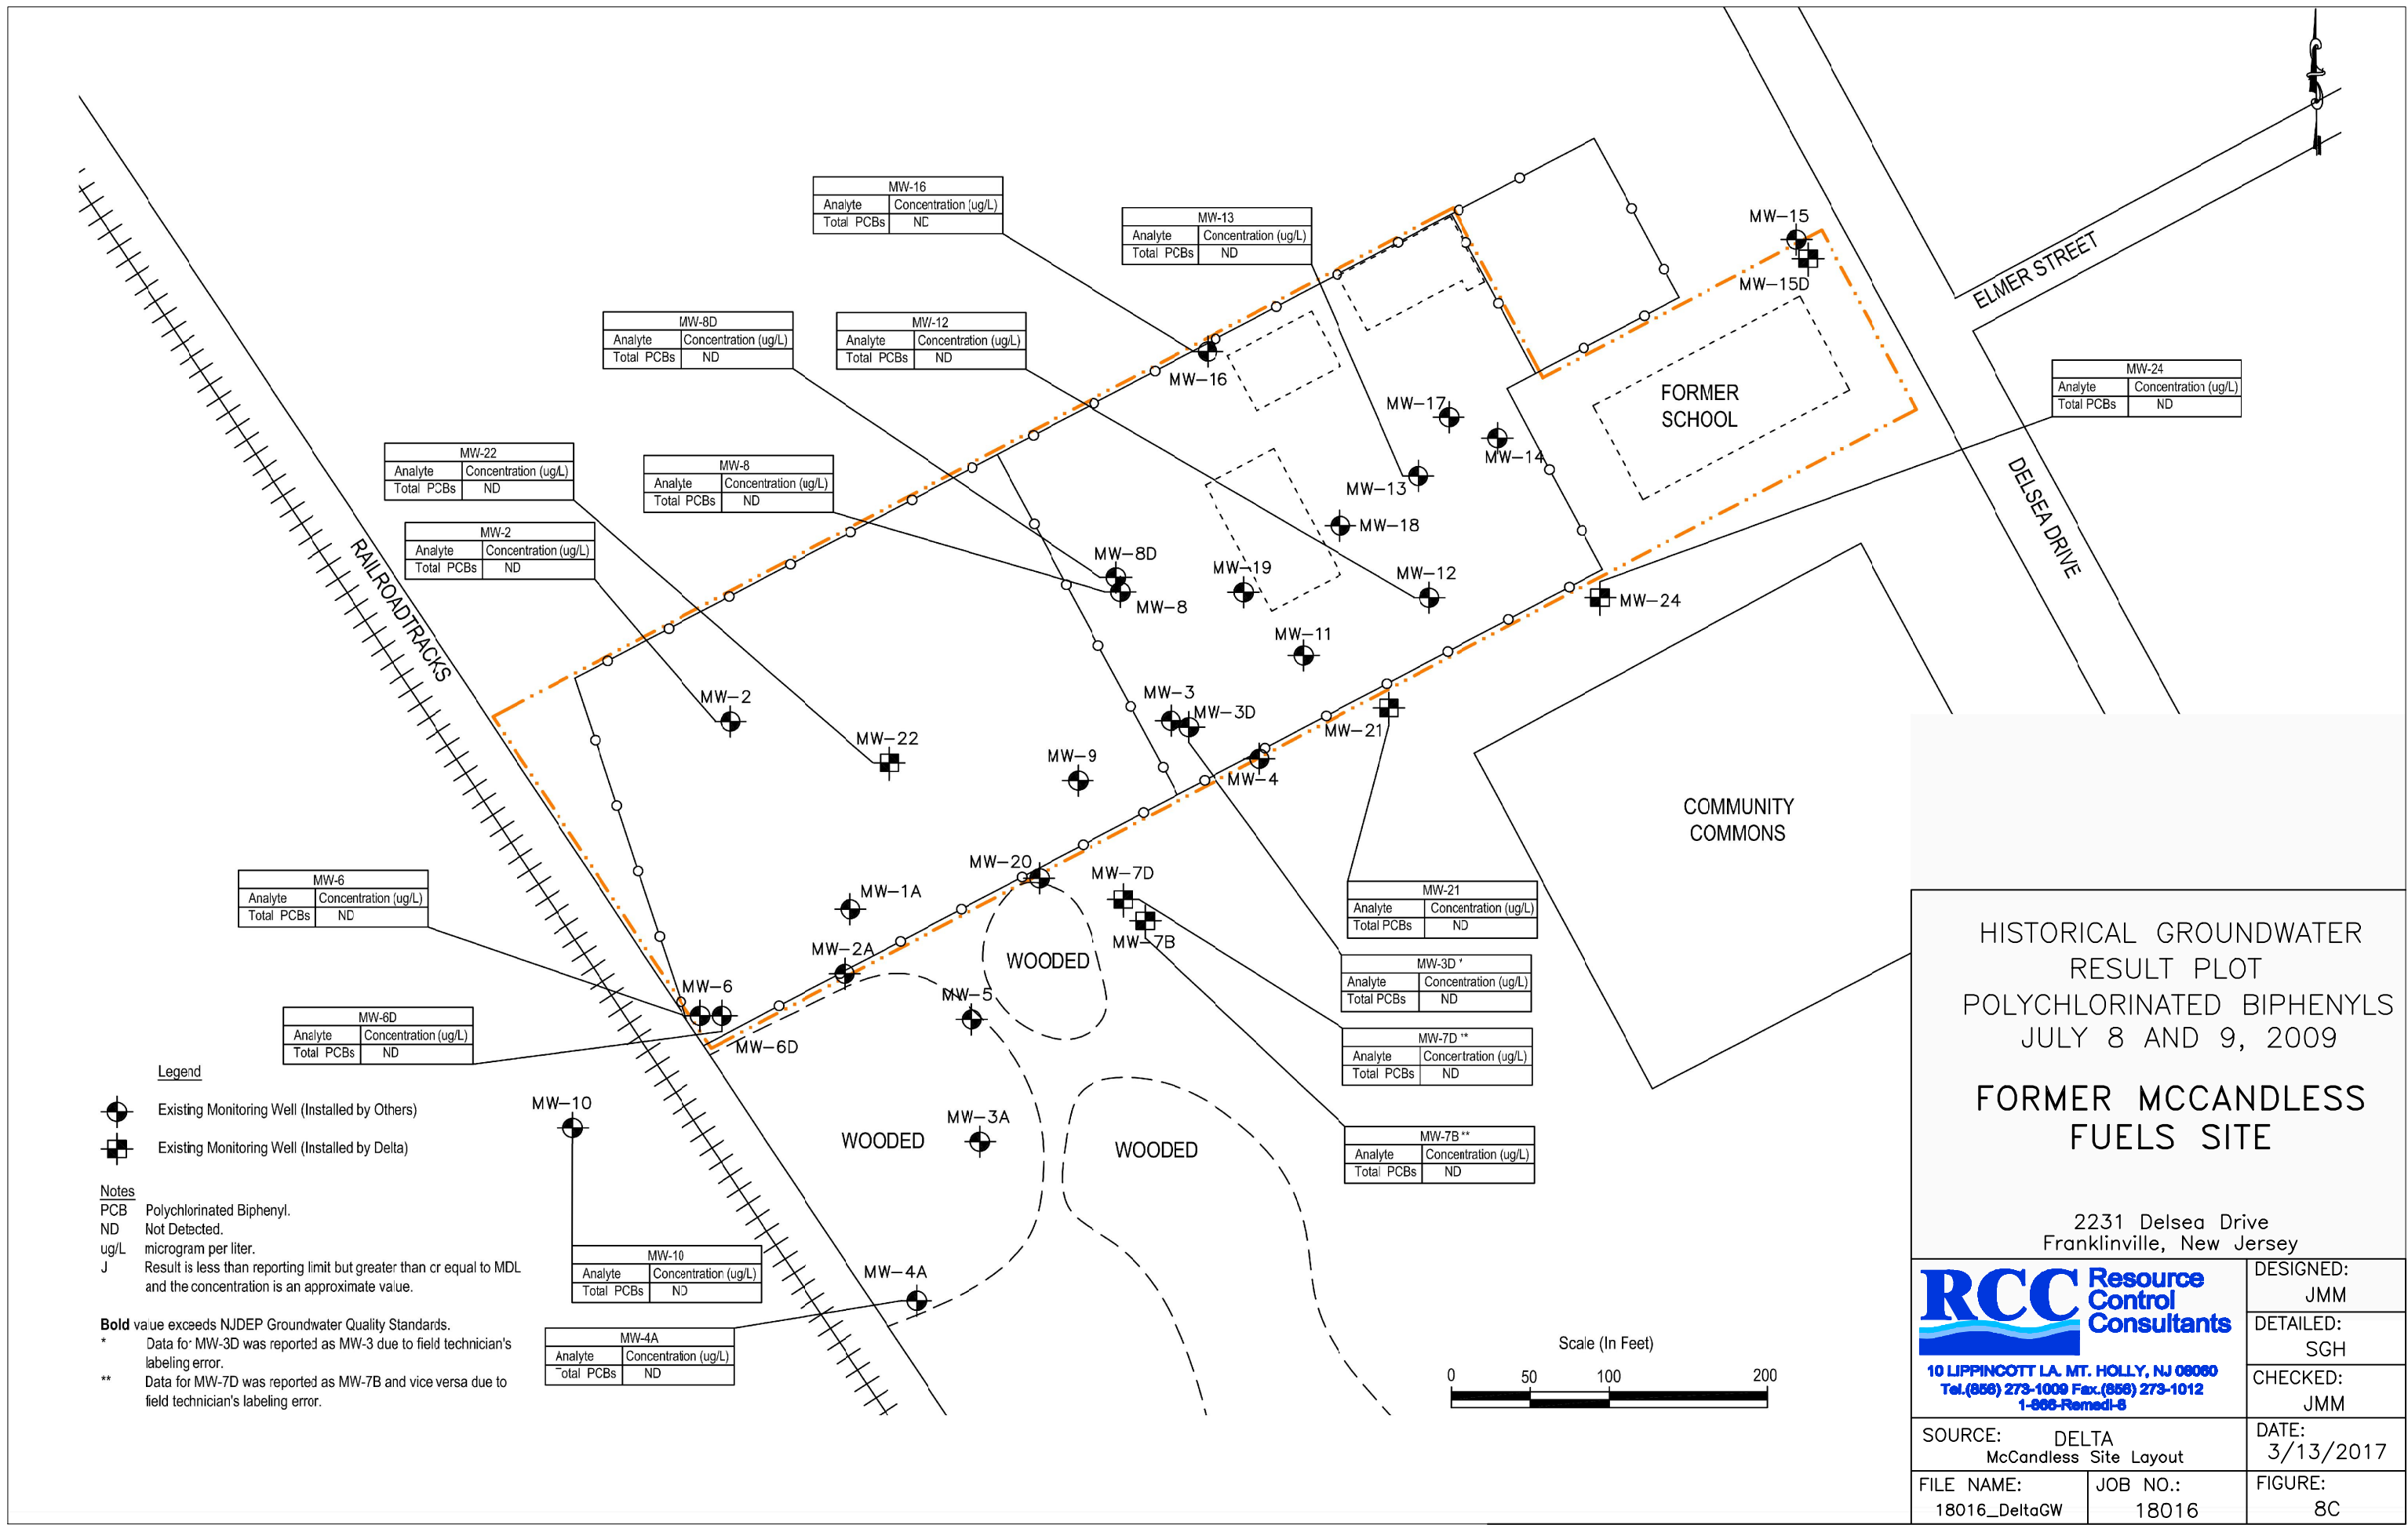 MW-16
Analyte Concentration (ug/L)
Total PCBs ND
MW-13
Analyte Concentration (ug/L)
Total PCBs ND
MW-15
MW-15D
ELMER STREET
MW-8D
Analyte Concentration (ug/L)
Total PCBs ND
MW-12
Analyte Concentration (ug/L)
Total PCBs ND
MW-16
MW-24
Analyte Concentration (ug/L)
Total PCBs ND
FORMER
SCHOOL
MW-17
MW-14
MW-13
MW-18
DELSEA DRIVE
MW-22
Analyte Concentration (ug/L)
Total PCBs ND
MW-8
Analyte Concentration (ug/L)
Total PCBs ND
MW-2
Analyte Concentration (ug/L)
Total PCBs ND
RAILROADTRACKS
MW-8D
MW-8
MW-19
MW-12
MW-24
MW-11
MW-2
MW-3
MW-3D
MW-21
MW-22
MW-9
MW-4
COMMUNITY
COMMONS
MW-20
MW-7D
MW-1A
MW-7B
MW-2A
WOODED
MW-6
Analyte Concentration (ug/L)
Total PCBs ND
MW-21
Analyte Concentration (ug/L)
Total PCBs ND
MW-3D *
Analyte Concentration (ug/L)
Total PCBs ND
MW-6
MW-5
MW-6D
Analyte Concentration (ug/L)
Total PCBs ND
MW-6D
MW-7D **
Analyte Concentration (ug/L)
Total PCBs ND
MW-10
MW-3A
WOODED
WOODED
MW-7B **
Analyte Concentration (ug/L)
Total PCBs ND
Legend
Existing Monitoring Well (Installed by Others)
Existing Monitoring Well (Installed by Delta)
Notes
PCB Polychlorinated Biphenyl.
ND Not Detected.
ug/L microgram per liter.
J Result is less than reporting limit but greater than or equal to MDL
and the concentration is an approximate value.
Bold value exceeds NJDEP Groundwater Quality Standards.
* Data for MW-3D was reported as MW-3 due to field technician's
labeling error.
** Data for MW-7D was reported as MW-7B and vice versa due to
field technician's labeling error.
MW-10
Analyte Concentration (ug/L)
Total PCBs ND
MW-4A
MW-4A
Analyte Concentration (ug/L)
Total PCBs ND
Scale (In Feet)
0 50 100 200
HISTORICAL GROUNDWATER
RESULT PLOT
POLYCHLORINATED BIPHENYLS
JULY 8 AND 9, 2009
FORMER MCCANDLESS
FUELS SITE
2231 Delsea Drive
Franklinville, New Jersey
RCC Resource
Control
Consultants
10 LIPPINCOTT LA. MT. HOLLY, NJ 08060
Tel.(856) 273-1009 Fax.(856) 273-1012
1-866-Remedi-8
DESIGNED:
JMM
DETAILED:
SGH
CHECKED:
JMM
SOURCE: DELTA
McCandless Site Layout
DATE:
3/13/2017
FILE NAME:
18016_DeltaGW
JOB NO.:
18016
FIGURE:
8C